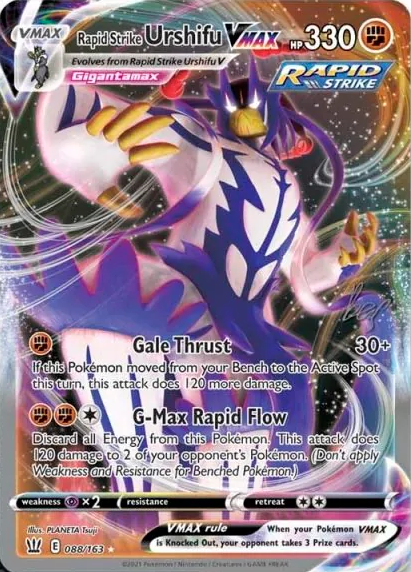 VMAX Rapid Strike Urshifu VMAX HP 330
Evolves from Rapid Strike Urshifu V
Gigantamax
RAPID
STRIKE
Gale Thrust 30+
If this Pokémon moved from your Bench to the Active Spot
this turn, this attack does 120 more damage.
G-Max Rapid Flow
Discard all Energy from this Pokémon. This attack does
120 damage to 2 of your opponent's Pokémon. (Don't apply
Weakness and Resistance for Benched Pokémon.)
weakness ×2 resistance retreat
Illus. PLANETA Tsuji
E 088/163
VMAX rule When your Pokémon VMAX
is Knocked Out, your opponent takes 3 Prize cards.
©2021 Pokémon / Nintendo / Creatures / GAME FREAK